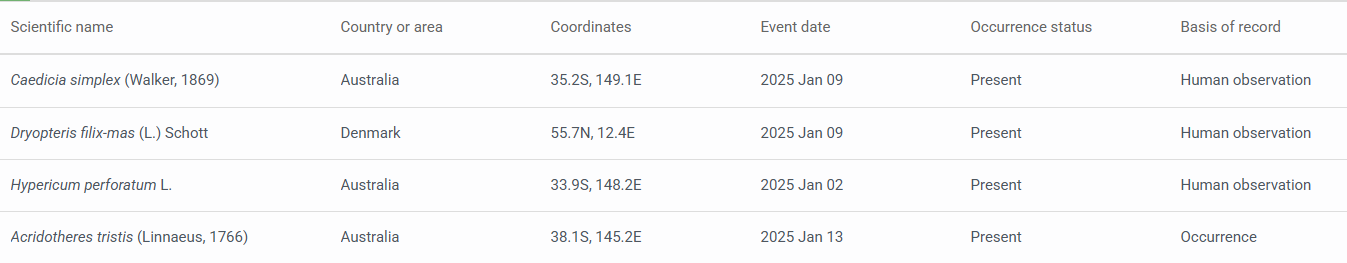 Scientific name Country or area Coordinates Event date Occurrence status Basis of record
Caedicia simplex (Walker, 1869) Australia 35.2S, 149.1E 2025 Jan 09 Present Human observation
Dryopteris filix-mas (L.) Schott Denmark 55.7N, 12.4E 2025 Jan 09 Present Human observation
Hypericum perforatum L. Australia 33.9S, 148.2E 2025 Jan 02 Present Human observation
Acridotheres tristis (Linnaeus, 1766) Australia 38.1S, 145.2E 2025 Jan 13 Present Occurrence